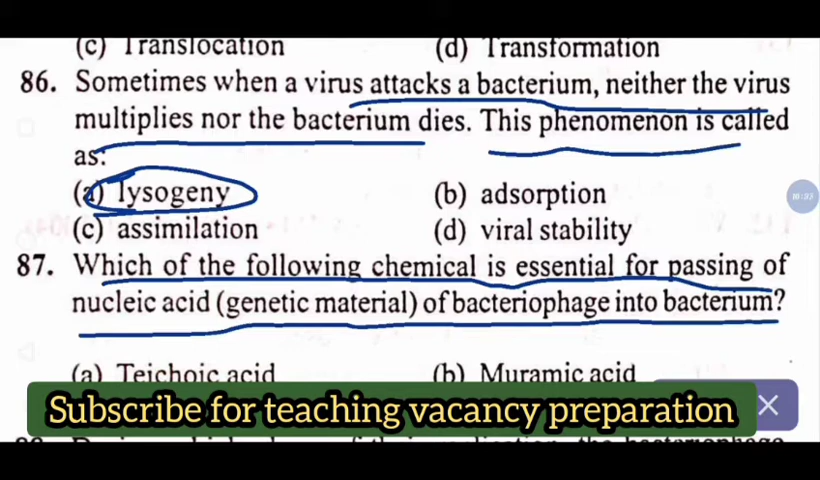 (c) Translocation (d) Transformation
86. Sometimes when a virus attacks a bacterium, neither the virus
multiplies nor the bacterium dies. This phenomenon is called
as:
(a) lysogeny (b) adsorption
(c) assimilation (d) viral stability
87. Which of the following chemical is essential for passing of
nucleic acid (genetic material) of bacteriophage into bacterium?
(a) Teichoic acid (b) Muramic acid
Subscribe for teaching vacancy preparation